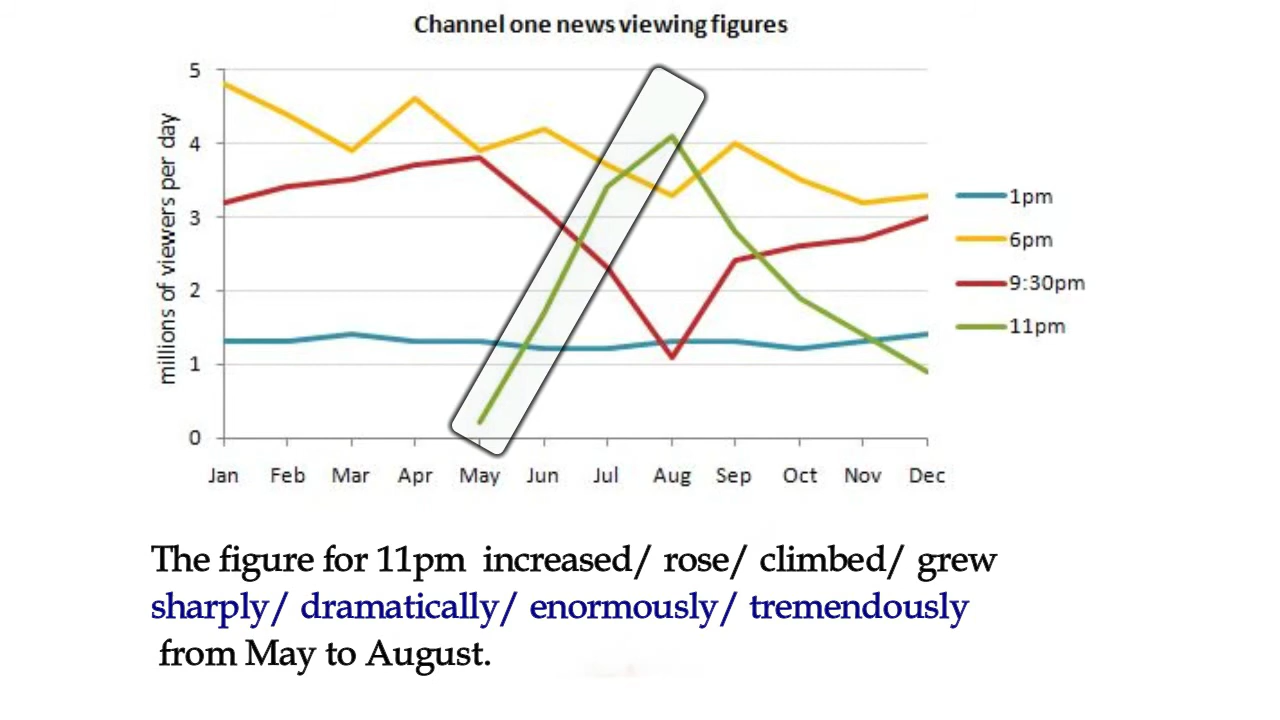 Channel one news viewing figures
millions of viewers per day
5
4
3
2
1
0
Jan Feb Mar Apr May Jun Jul Aug Sep Oct Nov Dec
1pm
6pm
9:30pm
11pm
The figure for 11pm increased/ rose/ climbed/ grew
sharply/ dramatically/ enormously/ tremendously
from May to August.